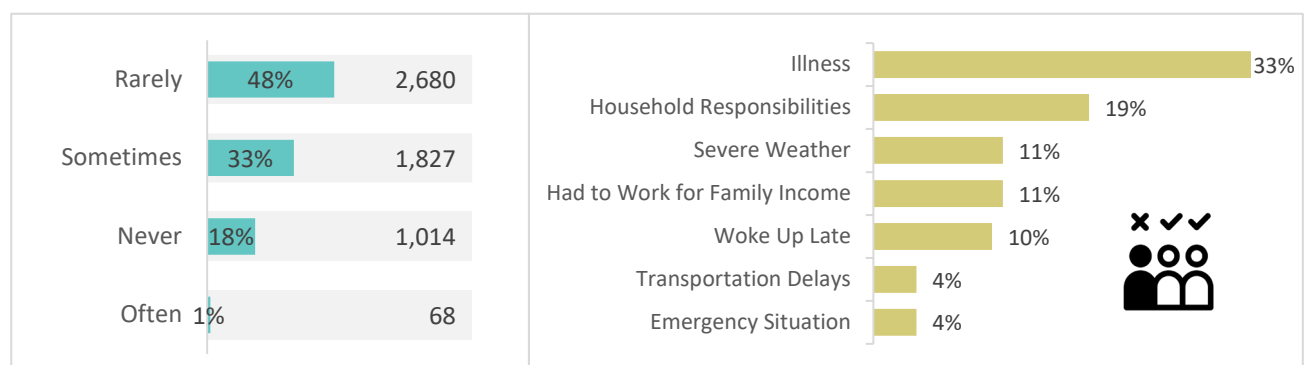 Rarely 48% 2,680
Sometimes 33% 1,827
Never 18% 1,014
Often 1% 68
Illness 33%
Household Responsibilities 19%
Severe Weather 11%
Had to Work for Family Income 11%
Woke Up Late 10%
Transportation Delays 4%
Emergency Situation 4%